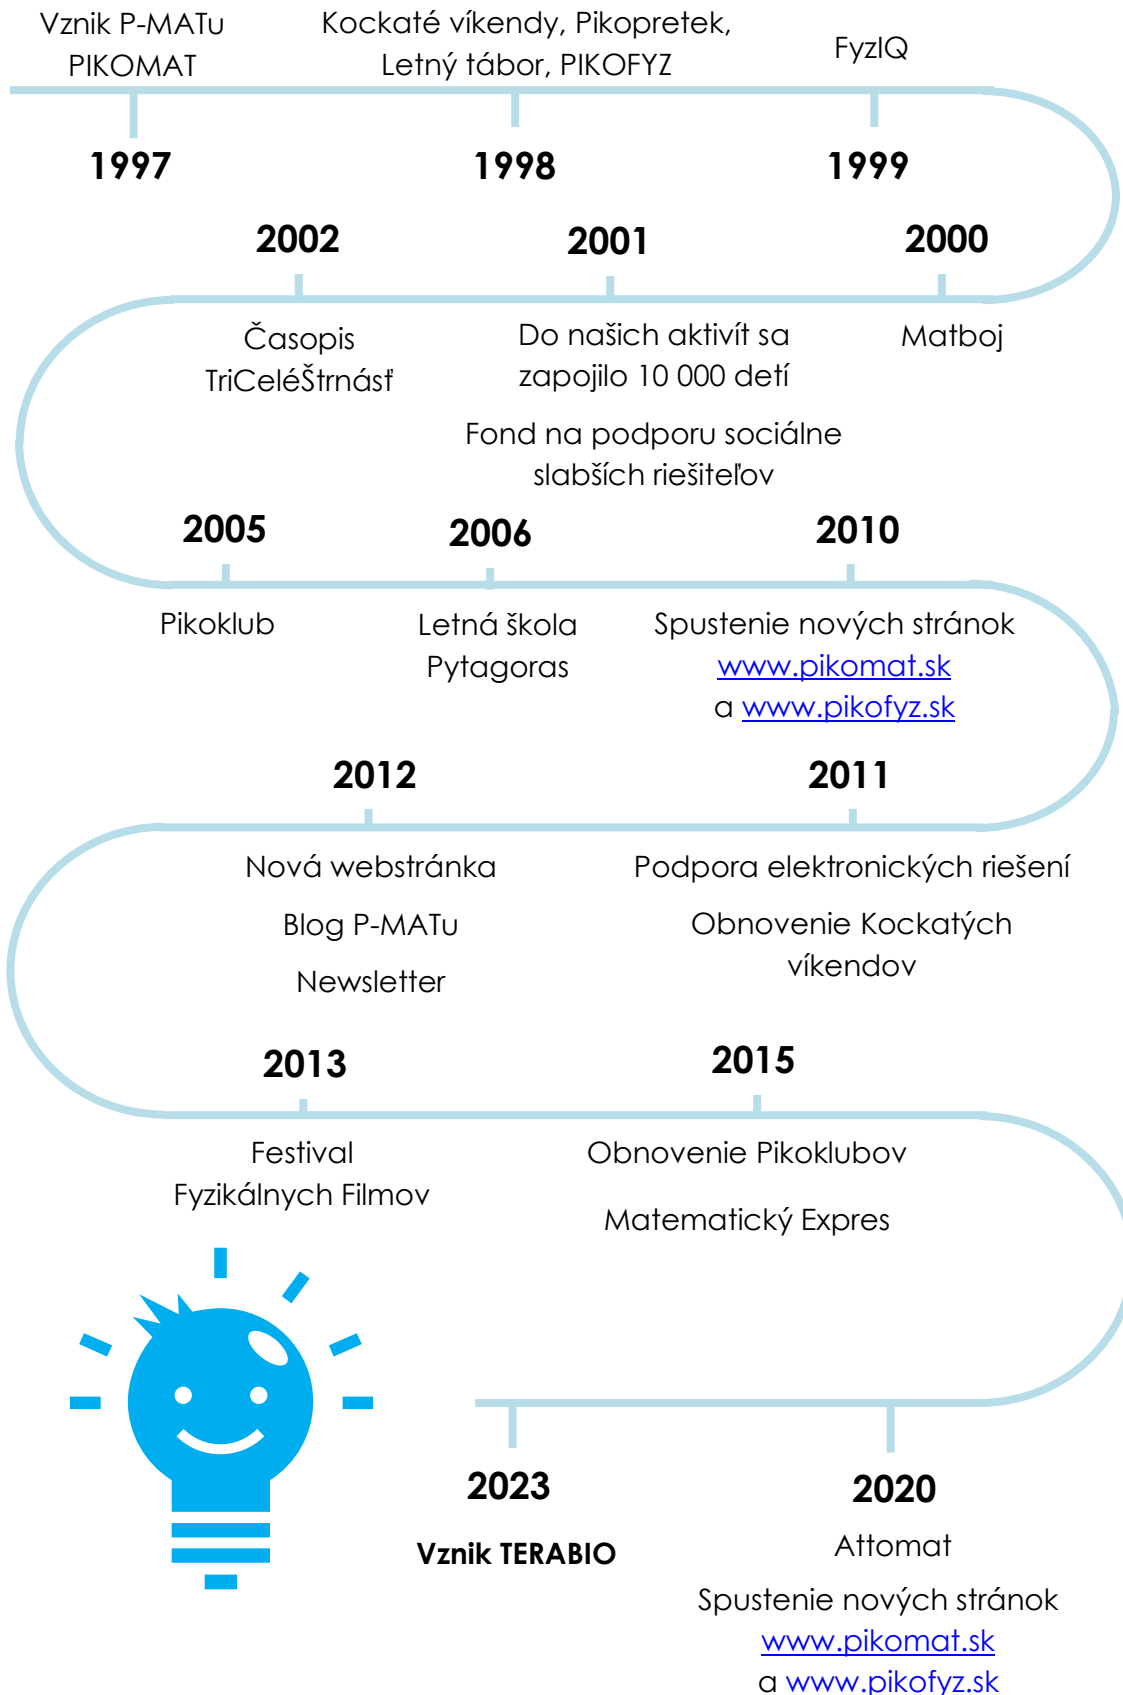 Vznik P-MATu
PIKOMAT
Kockaté víkendy, Pikopretek,
Letný tábor, PIKOFYZ
FyzIQ
1997
1998
1999
2002
2001
2000
Časopis
TriCeléŠtrnásť
Do našich aktivít sa
zapojilo 10 000 detí
Fond na podporu sociálne
slabších riešiteľov
Matboj
2005
2006
2010
Pikoklub
Letná škola
Pytagoras
Spustenie nových stránok
www.pikomat.sk
a www.pikofyz.sk
2012
2011
Nová webstránka
Blog P-MATu
Newsletter
Podpora elektronických riešení
Obnovenie Kockatých
víkendov
2013
2015
Festival
Fyzikálnych Filmov
Obnovenie Pikoklubov
Matematický Expres
2023
2020
Vznik TERABIO
Attomat
Spustenie nových stránok
www.pikomat.sk
a www.pikofyz.sk